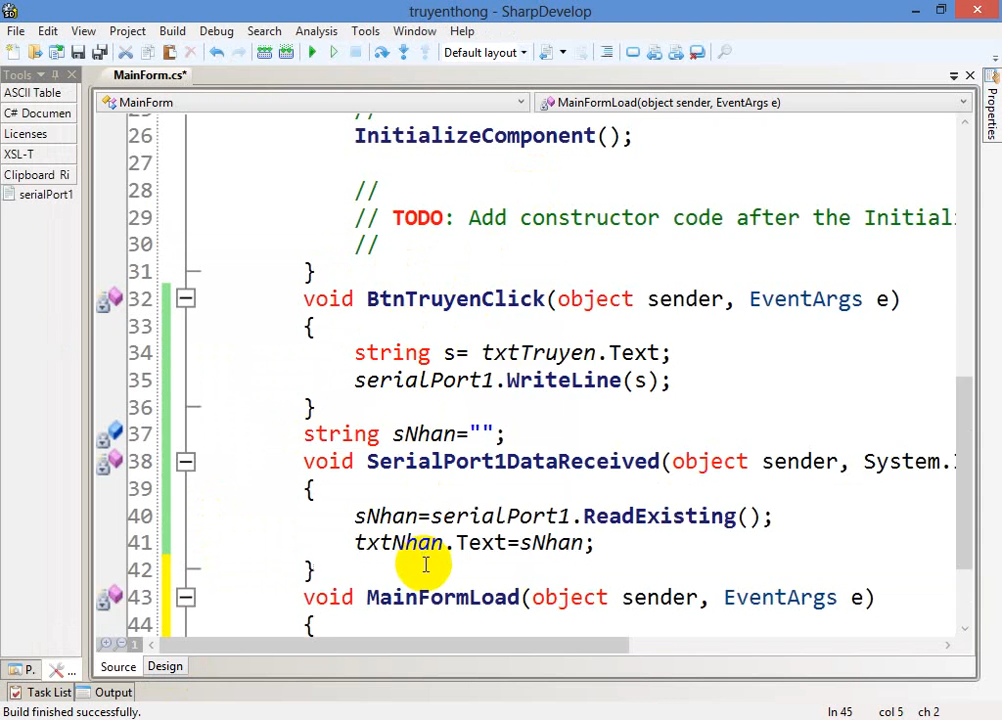 truyenthong - SharpDevelop
File Edit View Project Build Debug Search Analysis Tools Window Help
Default layout
Tools
MainForm.cs*
ASCII Table
C# Documen
Licenses
XSL-T
Clipboard Ri
serialPort1
MainForm
MainFormLoad(object sender, EventArgs e)
Properties
25 //
26 InitializeComponent();
27
28 //
29 // TODO: Add constructor code after the Initial
30 //
31 }
32 void BtnTruyenClick(object sender, EventArgs e)
33 {
34 string s= txtTruyen.Text;
35 serialPort1.WriteLine(s);
36 }
37 string sNhan="";
38 void SerialPort1DataReceived(object sender, System.I
39 {
40 sNhan=serialPort1.ReadExisting();
41 txtNhan.Text=sNhan;
42 }
43 void MainFormLoad(object sender, EventArgs e)
44 {
1
Source Design
P. ...
Task List Output
Build finished successfully. ln 45 col 5 ch 2